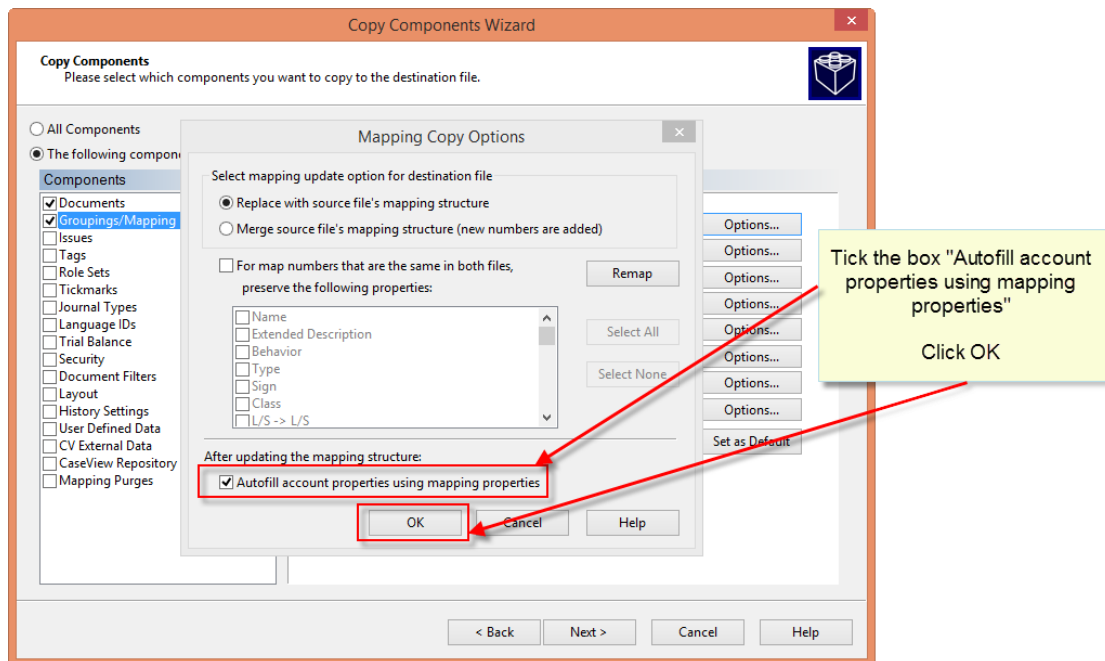 Copy Components Wizard
Copy Components
Please select which components you want to copy to the destination file.
All Components
The following compon
Components
Documents
Groupings/Mapping
Issues
Tags
Role Sets
Tickmarks
Journal Types
Language IDs
Trial Balance
Security
Document Filters
Layout
History Settings
User Defined Data
CV External Data
CaseView Repository
Mapping Purges
Mapping Copy Options
Select mapping update option for destination file
Replace with source file's mapping structure
Merge source file's mapping structure (new numbers are added)
For map numbers that are the same in both files,
preserve the following properties:
Remap
Name
Extended Description
Behavior
Type
Sign
Class
L/S -> L/S
Select All
Select None
After updating the mapping structure:
Autofill account properties using mapping properties
OK
Cancel
Help
Options...
Options...
Options...
Options...
Options...
Options...
Options...
Options...
Set as Default
Tick the box "Autofill account
properties using mapping
properties"
Click OK
< Back
Next >
Cancel
Help